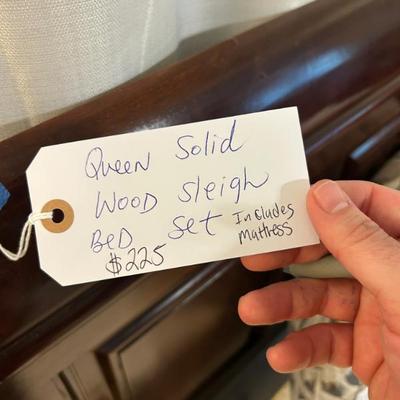 Queen Solid
Wood Sleigh
Bed Set Includes
Mattress
$225